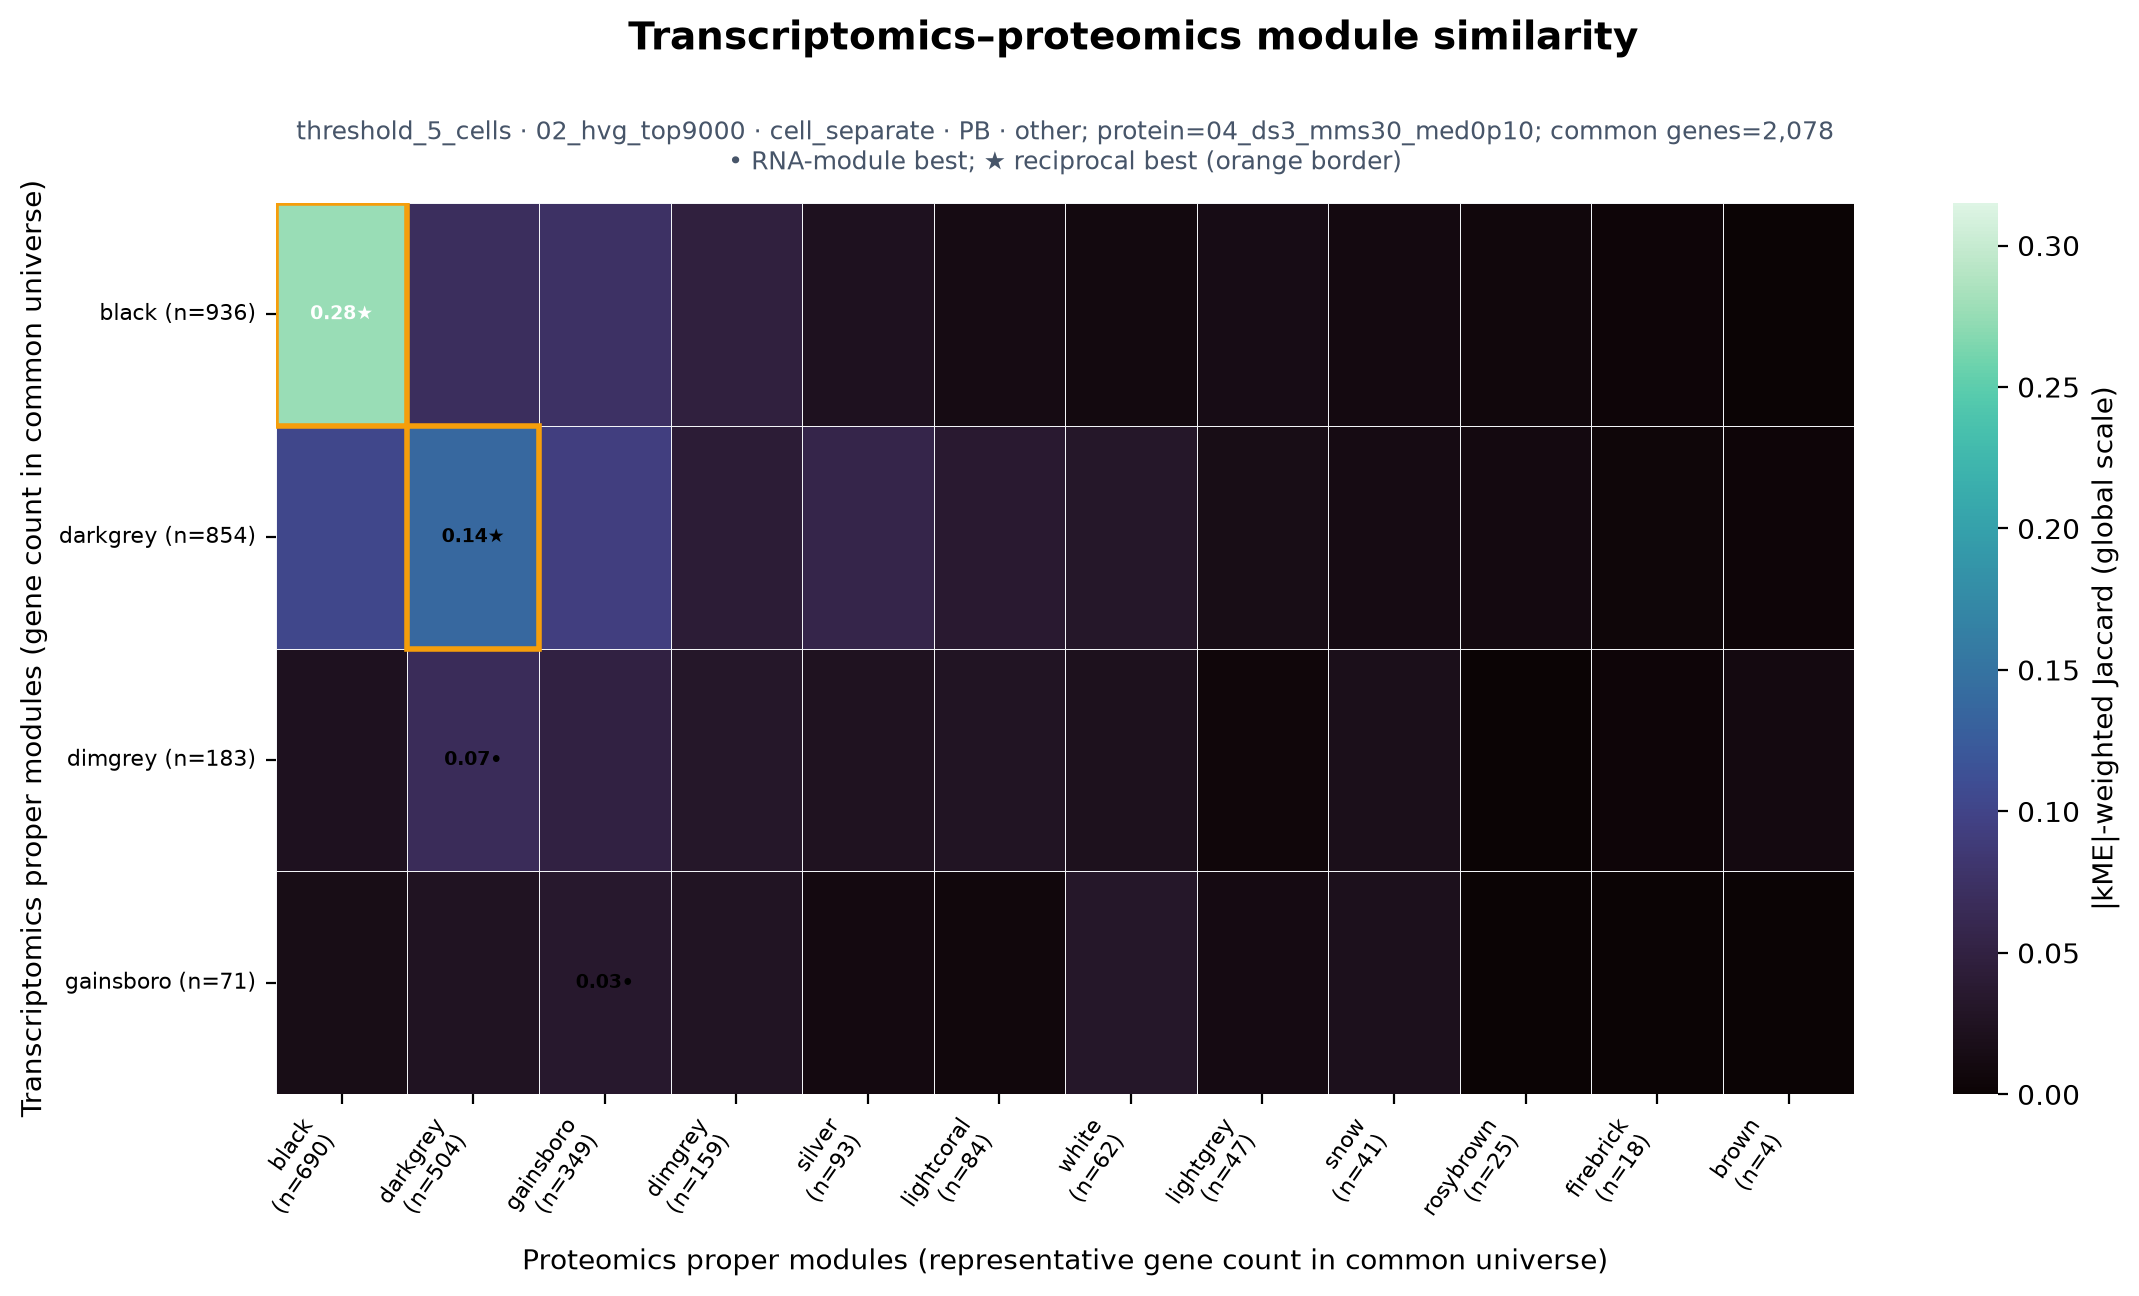 Transcriptomics–proteomics module similarity
threshold_5_cells · 02_hvg_top9000 · cell_separate · PB · other; protein=04_ds3_mms30_med0p10; common genes=2,078
• RNA-module best; ★ reciprocal best (orange border)
Transcriptomics proper modules (gene count in common universe)
black (n=936)
darkgrey (n=854)
dimgrey (n=183)
gainsboro (n=71)
0.28★
0.14★
0.07•
0.03•
black
(n=690)
darkgrey
(n=504)
gainsboro
(n=349)
dimgrey
(n=159)
silver
(n=93)
lightcoral
(n=84)
white
(n=62)
lightgrey
(n=47)
snow
(n=41)
rosybrown
(n=25)
firebrick
(n=18)
brown
(n=4)
Proteomics proper modules (representative gene count in common universe)
0.30
0.25
0.20
0.15
0.10
0.05
0.00
|kME|-weighted Jaccard (global scale)